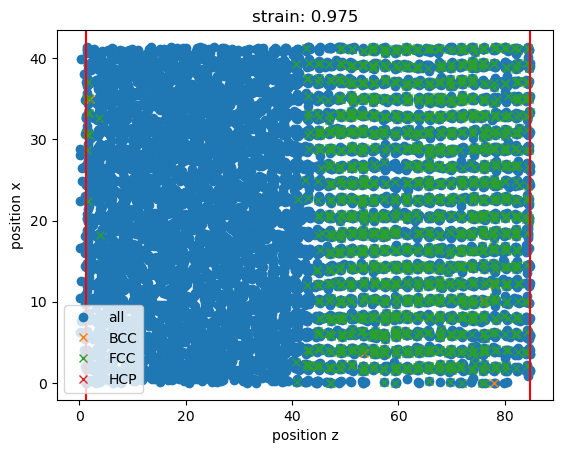 strain: 0.975
position x
40
30
20
10
0
all
BCC
FCC
HCP
0
20
40
60
80
position z